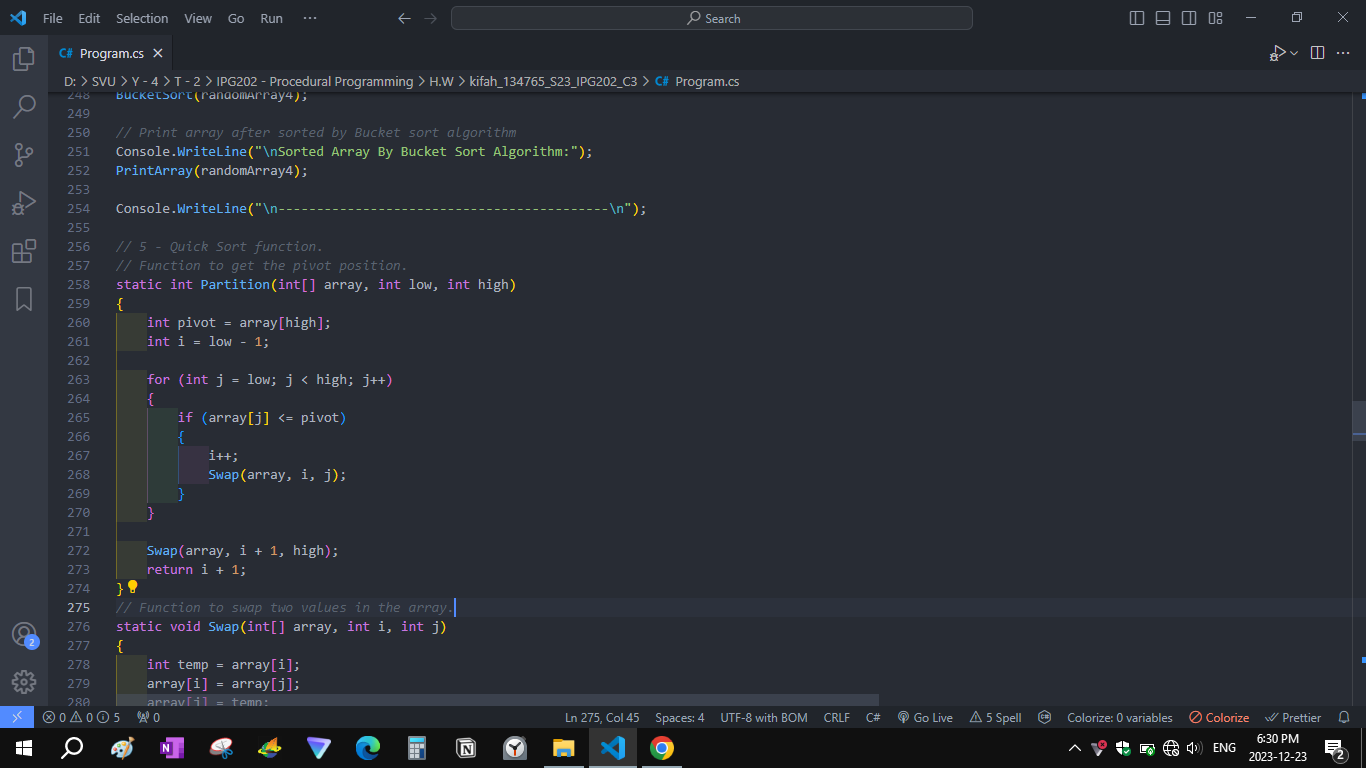 File Edit Selection View Go Run ··· Search
C# Program.cs
D: > SVU > Y - 4 > T - 2 > IPG202 - Procedural Programming > H.W > kifah_134765_S23_IPG202_C3 > C# Program.cs
248 BucketSort(randomArray4);
249
250 // Print array after sorted by Bucket sort algorithm
251 Console.WriteLine("\nSorted Array By Bucket Sort Algorithm:");
252 PrintArray(randomArray4);
253
254 Console.WriteLine("\n-------------------------------------------\n");
255
256 // 5 - Quick Sort function.
257 // Function to get the pivot position.
258 static int Partition(int[] array, int low, int high)
259 {
260 int pivot = array[high];
261 int i = low - 1;
262
263 for (int j = low; j < high; j++)
264 {
265 if (array[j] <= pivot)
266 {
267 i++;
268 Swap(array, i, j);
269 }
270 }
271
272 Swap(array, i + 1, high);
273 return i + 1;
274 }
275 // Function to swap two values in the array.
276 static void Swap(int[] array, int i, int j)
277 {
278 int temp = array[i];
279 array[i] = array[j];
280 array[j] = temp;
2
0 0 5 0 Ln 275, Col 45 Spaces: 4 UTF-8 with BOM CRLF C# Go Live 5 Spell Colorize: 0 variables Colorize Prettier
ENG 6:30 PM
2023-12-23 2